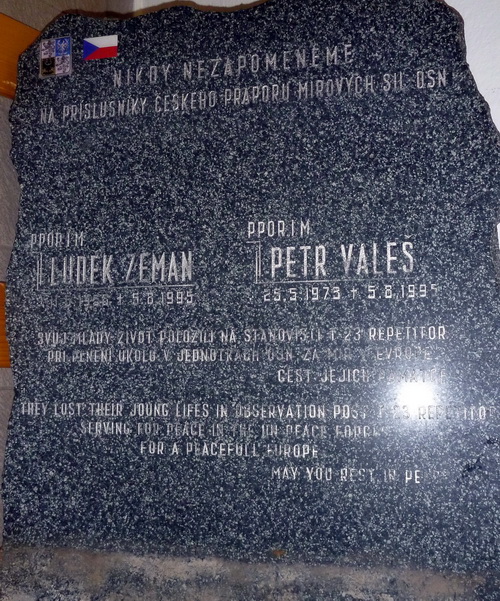 NIKDY NEZAPOMENEME
NA PŘÍSLUŠNÍKY ČESKÉHO PRAPORU MÍROVÝCH SIL OSN
PPOR.I.M. PPOR.I.M.
LUDĚK ZEMAN PETR VALEŠ
† 5.8.1995 25.5.1973 † 5.8.1995
SVŮJ MLADÝ ŽIVOT POLOŽILI NA STANOVIŠTI T-23 REPETITOR
PŘI PLNĚNÍ ÚKOLŮ V JEDNOTKÁCH OSN ZA MÍR V EVROPĚ
ČEST JEJICH
THEY LOST THEIR JOUNG LIFES IN OBSERVATION POST
SERVING FOR PEACE IN THE UN PEACE FORCES
FOR A PEACEFULL EUROPE
MAY YOU REST IN